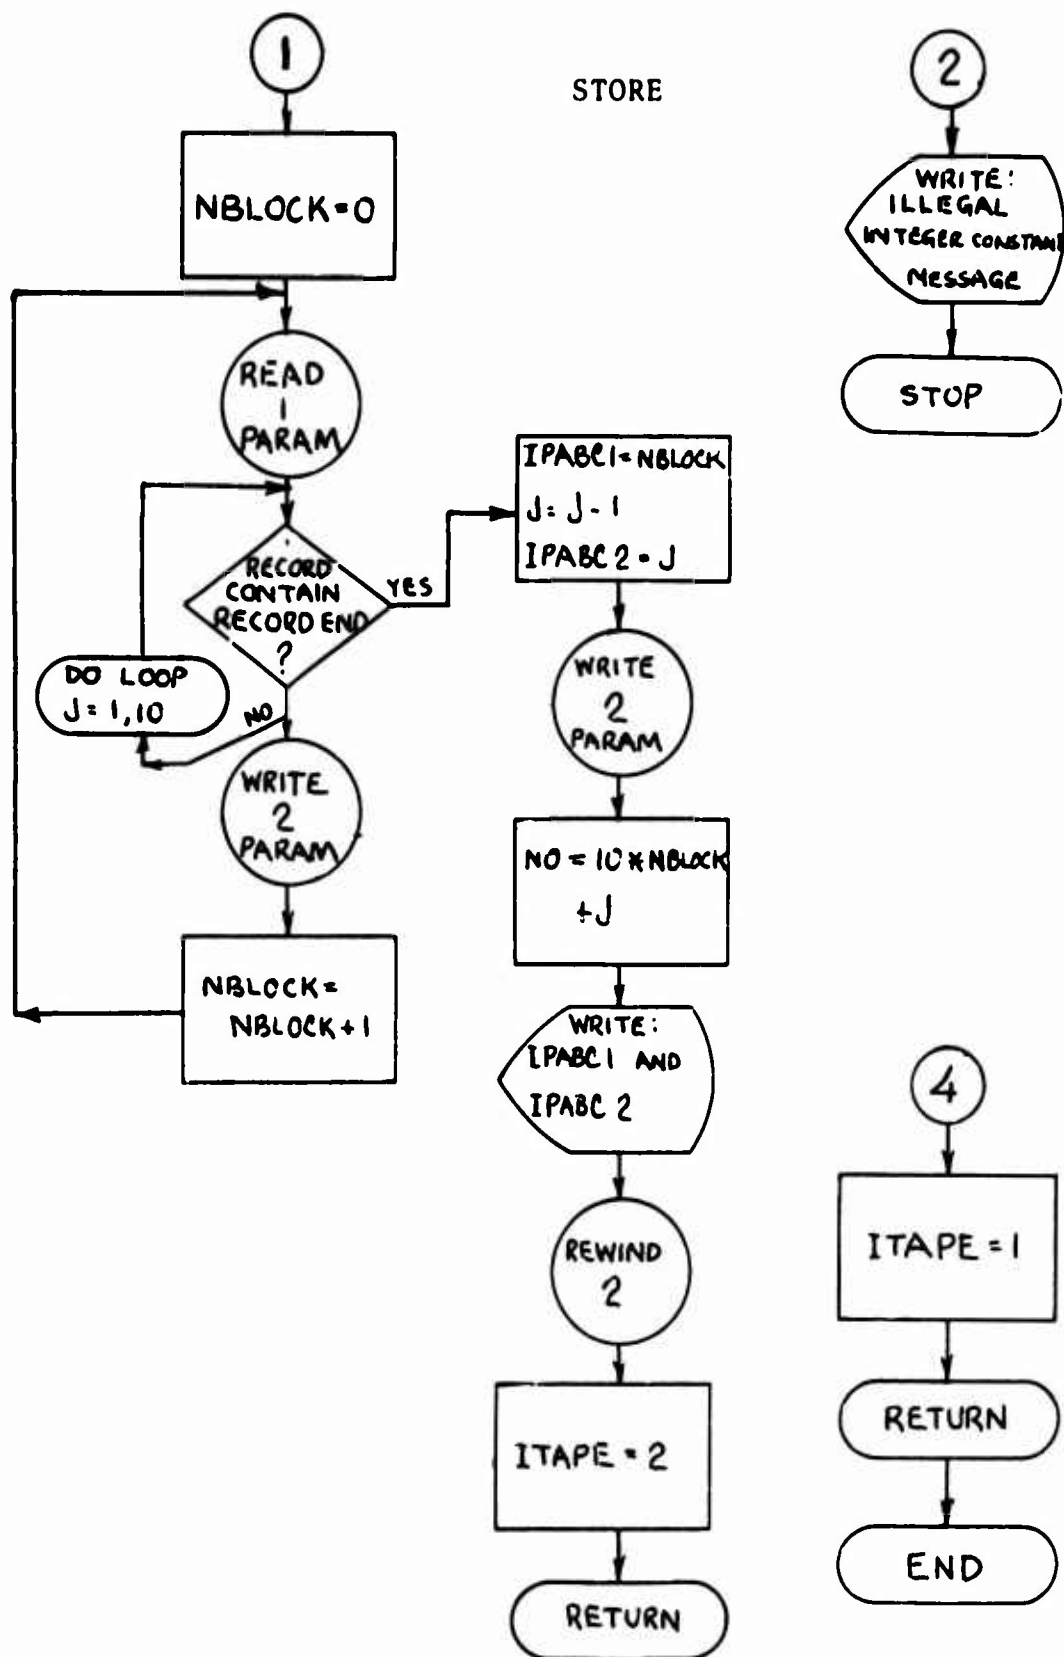 1
STORE
2
NBLOCK=0
WRITE:
ILLEGAL
INTEGER CONSTANT
MESSAGE
STOP
READ
1
PARAM
RECORD
CONTAIN
RECORD END
?
YES
NO
DO LOOP
J=1,10
WRITE
2
PARAM
NBLOCK=
NBLOCK+1
IPABC1=NBLOCK
J=J-1
IPABC2=J
WRITE
2
PARAM
NO=10*NBLOCK
+J
WRITE:
IPABC1 AND
IPABC2
REWIND
2
ITAPE=2
RETURN
4
ITAPE=1
RETURN
END